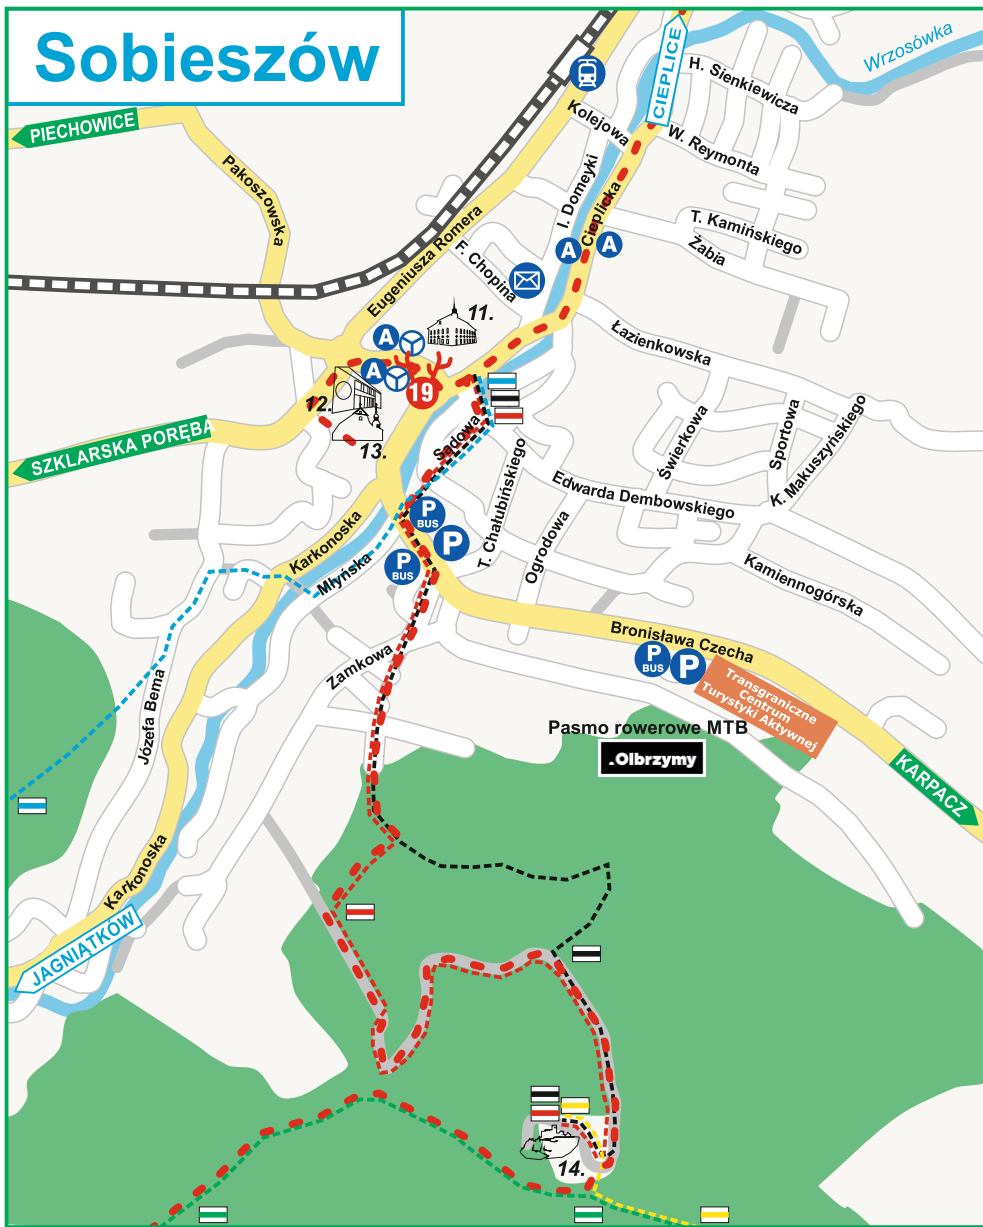 Sobieszów
PIECHOWICE
CIEPLICE
Wrzosówka
H. Sienkiewicza
Kolejowa
W. Reymonta
Pakoszowska
I. Domeyki
Cieplicka
T. Kamińskiego
Żabia
Eugeniusza Romera
F. Chopina
A
A
11.
A
A
19
Łazienkowska
12.
13.
SZKLARSKA PORĘBA
Sądowa
Świerkowa
Sportowa
K. Makuszyńskiego
T. Chałubińskiego
Edwarda Dembowskiego
Ogrodowa
P
BUS
P
P
BUS
Karkonoska
Młyńska
Kamiennogórska
Bronisława Czecha
P
BUS
P
Transgraniczne
Centrum
Turystyki Aktywnej
Zamkowa
Józefa Bema
Pasmo rowerowe MTB
.Olbrzymy
KARPACZ
Karkonoska
JAGNIĄTKÓW
14.